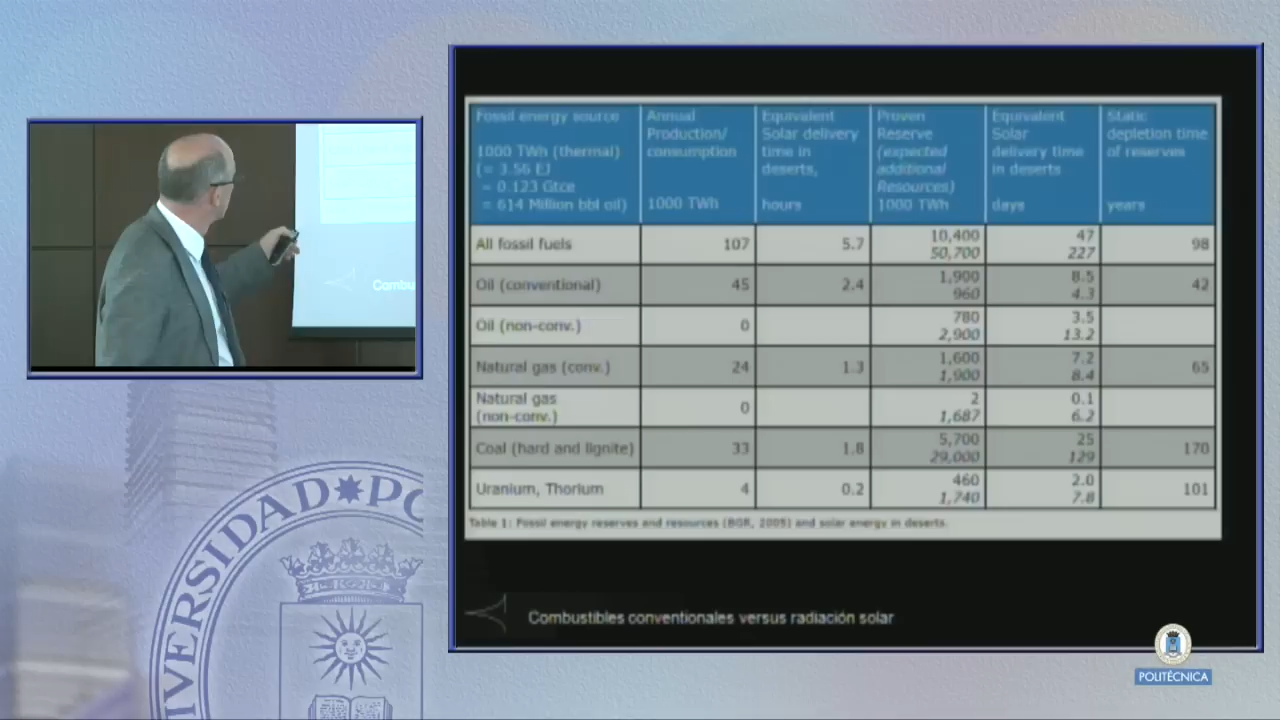 Fossil energy source
1000 TWh (thermal)
(= 3.56 EJ
= 0.123 Gtce
= 614 Million bbl oil)
Annual
Production/
consumption
1000 TWh
Equivalent
Solar delivery
time in
deserts,
hours
Proven
Reserve
(expected
additional
Resources)
1000 TWh
Equivalent
Solar
delivery time
in deserts
days
Static
depletion time
of reserves
years
All fossil fuels 107 5.7 10,400 47 98
50,700 227
Oil (conventional) 45 2.4 1,900 8.5 42
960 4.3
Oil (non-conv.) 0 780 3.5
2,900 13.2
Natural gas (conv.) 24 1.3 1,600 7.2 65
1,900 8.4
Natural gas
(non-conv.) 0 2 0.1
1,687 6.2
Coal (hard and lignite) 33 1.8 5,700 25 170
29,000 129
Uranium, Thorium 4 0.2 460 2.0 101
1,740 7.8
Table 1: Fossil energy reserves and resources (BGR, 2005) and solar energy in deserts.
Combustibles conventionales versus radiación solar
Combu
VERSIDAD PO
POLITÉCNICA